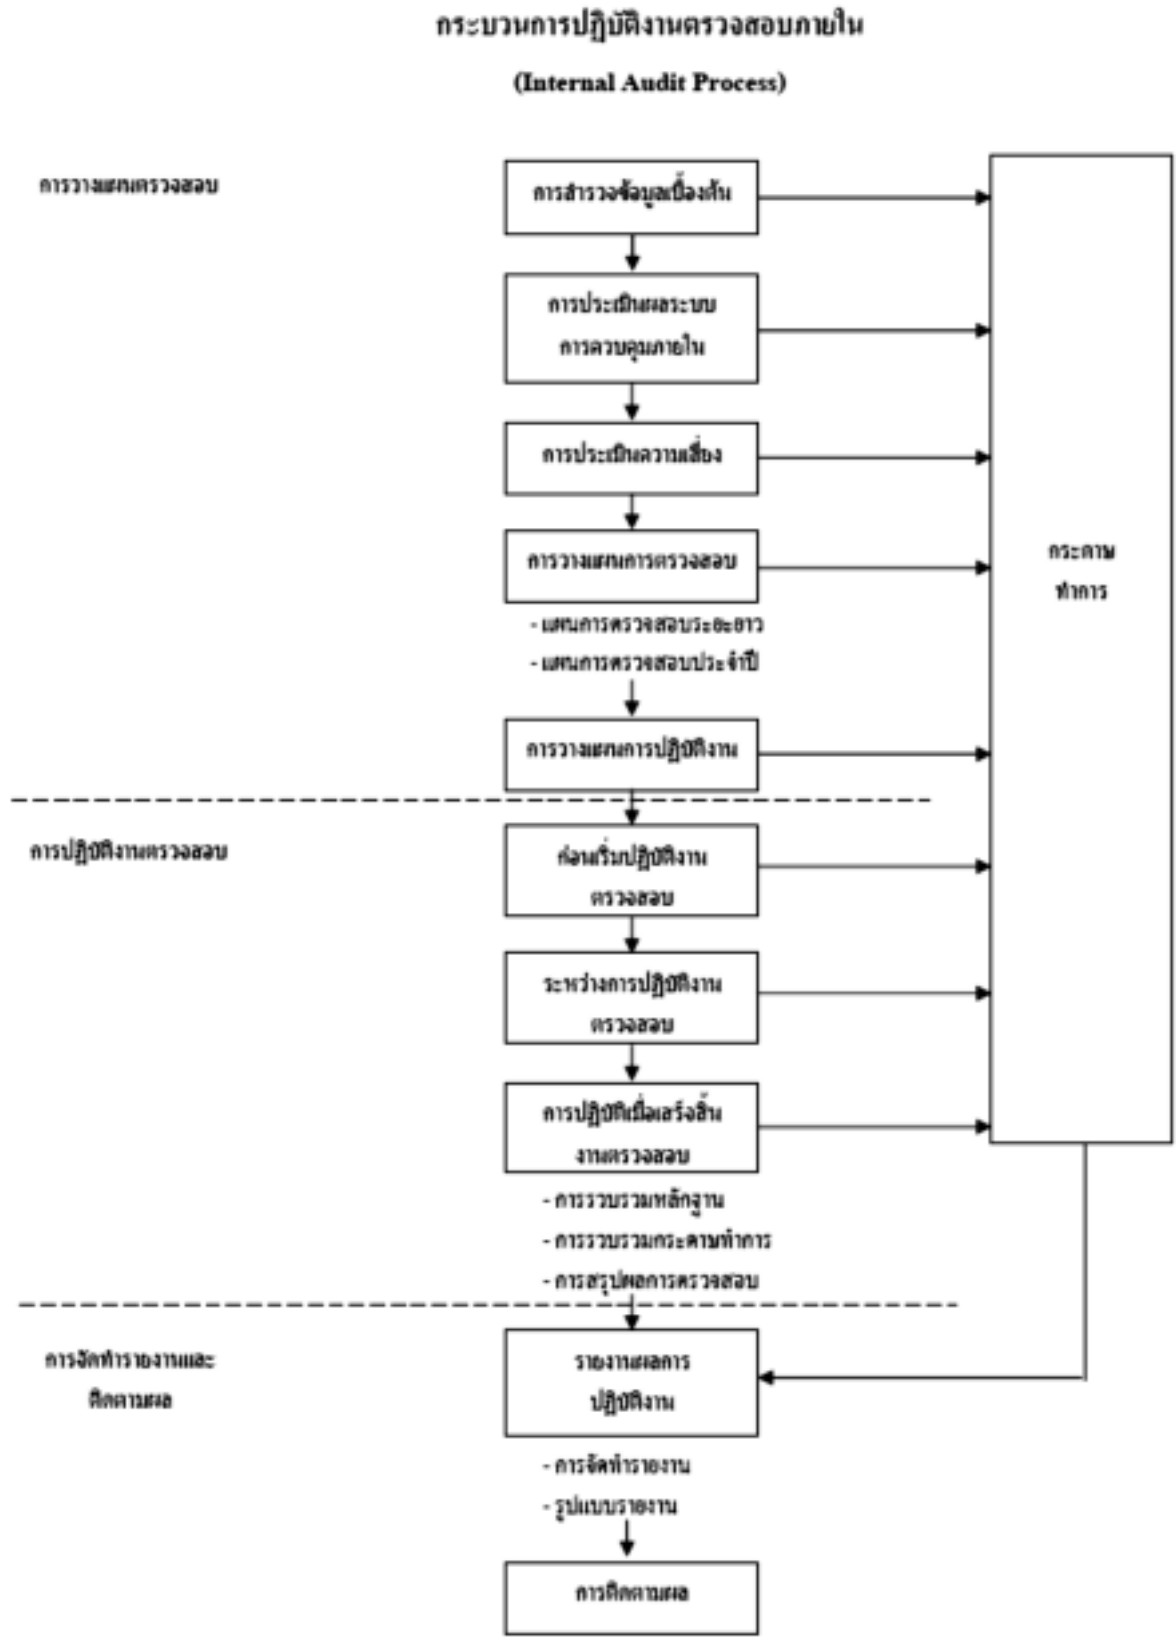 กระบวนการปฏิบัติงานตรวจสอบภายใน
(Internal Audit Process)
การวางแผนตรวจสอบ
การสำรวจข้อมูลเบื้องต้น
การประเมินผลระบบ
การควบคุมภายใน
การประเมินความเสี่ยง
การวางแผนการตรวจสอบ
- แผนการตรวจสอบระยะยาว
- แผนการตรวจสอบประจำปี
การวางแผนการปฏิบัติงาน
กระดาษ
ทำการ
การปฏิบัติงานตรวจสอบ
ก่อนเริ่มปฏิบัติงาน
ตรวจสอบ
ระหว่างการปฏิบัติงาน
ตรวจสอบ
การปฏิบัติเมื่อเสร็จสิ้น
งานตรวจสอบ
- การรวบรวมหลักฐาน
- การรวบรวมกระดาษทำการ
- การสรุปผลการตรวจสอบ
การจัดทำรายงานและ
ติดตามผล
รายงานผลการ
ปฏิบัติงาน
- การจัดทำรายงาน
- รูปแบบรายงาน
การติดตามผล